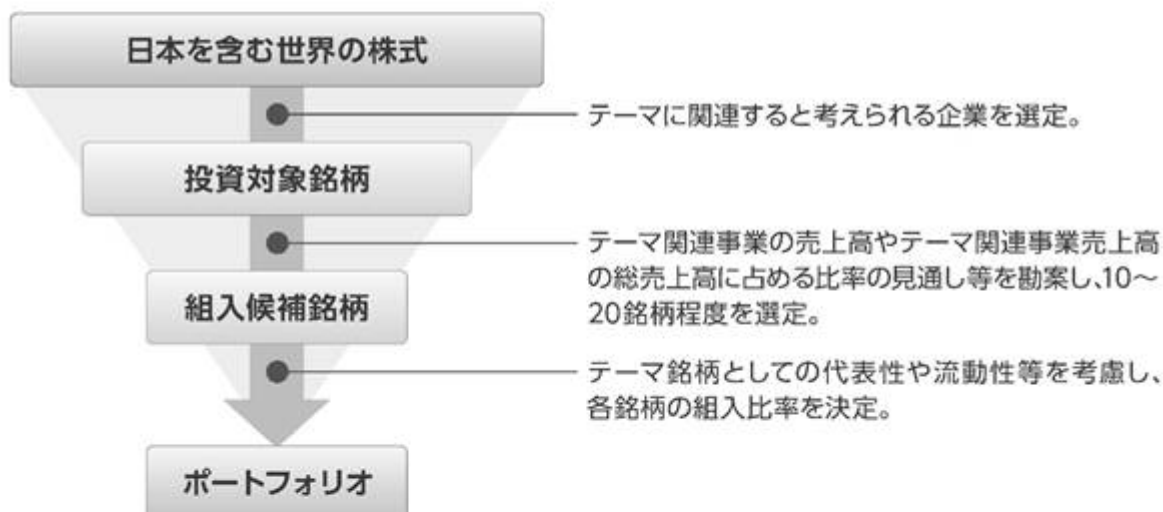 日本を含む世界の株式
テーマに関連すると考えられる企業を選定。
投資対象銘柄
テーマ関連事業の売上高やテーマ関連事業売上高
の総売上高に占める比率の見通し等を勘案し、10～
20銘柄程度を選定。
組入候補銘柄
テーマ銘柄としての代表性や流動性等を考慮し、
各銘柄の組入比率を決定。
ポートフォリオ